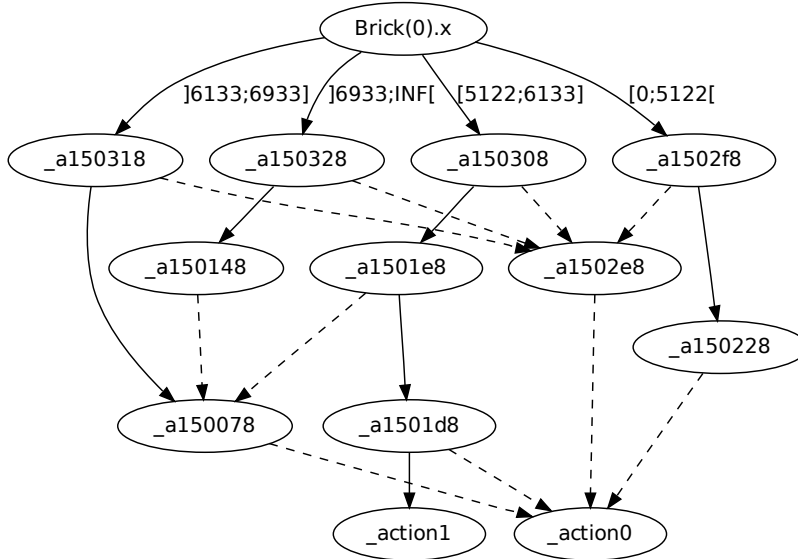 Brick(0).x
]6133;6933]
]6933;INF[
[5122;6133]
[0;5122[
_a150318
_a150328
_a150308
_a1502f8
_a150148
_a1501e8
_a1502e8
_a150228
_a150078
_a1501d8
_action1
_action0